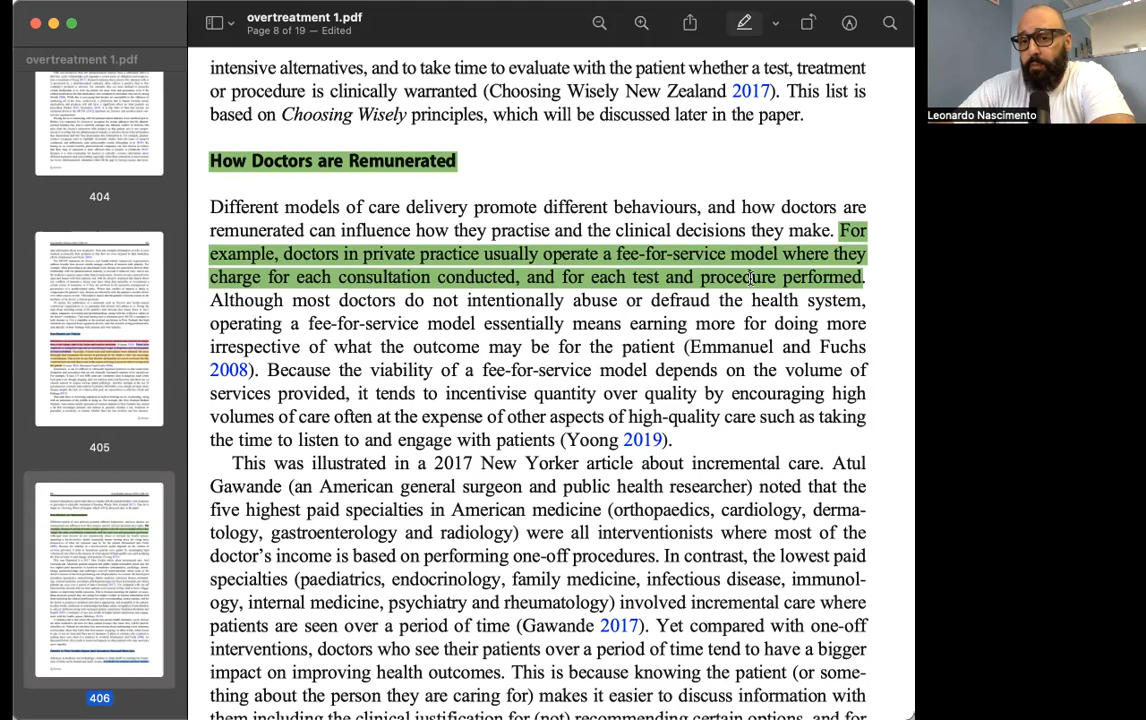 overtreatment 1.pdf
Page 8 of 19 — Edited
overtreatment 1.pdf
404
405
406
intensive alternatives, and to take time to evaluate with the patient whether a test, treatment
or procedure is clinically warranted (Choosing Wisely New Zealand 2017). This list is
based on Choosing Wisely principles, which will be discussed later in the paper.
How Doctors are Remunerated
Different models of care delivery promote different behaviours, and how doctors are
remunerated can influence how they practise and the clinical decisions they make. For
example, doctors in private practice usually operate a fee-for-service model where they
charge for each consultation conducted and for each test and procedure performed.
Although most doctors do not intentionally abuse or defraud the health system,
operating a fee-for-service model essentially means earning more for doing more
irrespective of what the outcome may be for the patient (Emmanuel and Fuchs
2008). Because the viability of a fee-for-service model depends on the volume of
services provided, it tends to incentivise quantity over quality by encouraging high
volumes of care often at the expense of other aspects of high-quality care such as taking
the time to listen to and engage with patients (Yoong 2019).
This was illustrated in a 2017 New Yorker article about incremental care. Atul
Gawande (an American general surgeon and public health researcher) noted that the
five highest paid specialties in American medicine (orthopaedics, cardiology, derma-
tology, gastroenterology and radiology) were all interventionists where most of the
doctor's income is based on performing one-off procedures. In contrast, the lowest paid
specialties (paediatrics, endocrinology, family medicine, infectious disease, immunol-
ogy, internal medicine, psychiatry and rheumatology) involved incremental care where
patients are seen over a period of time (Gawande 2017). Yet compared with one-off
interventions, doctors who see their patients over a period of time tend to have a bigger
impact on improving health outcomes. This is because knowing the patient (or some-
thing about the person they are caring for) makes it easier to discuss information with
them including the clinical justification for (not) recommending certain options, and for
Leonardo Nascimento